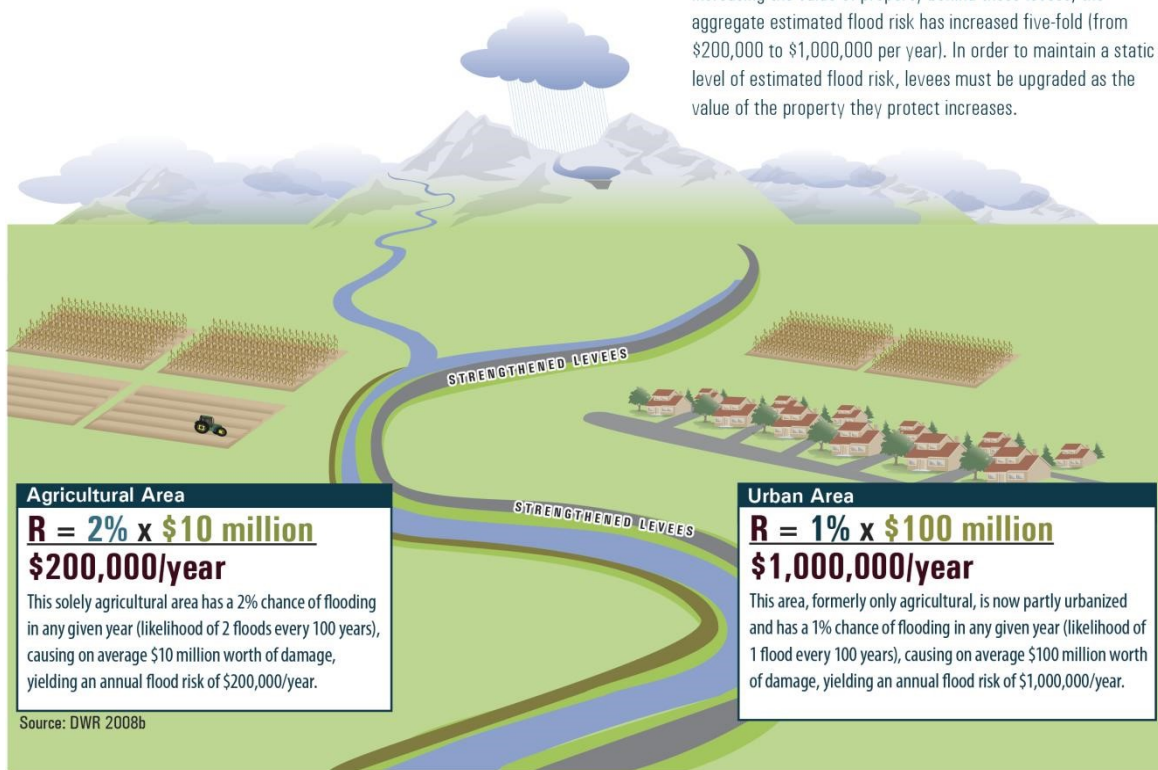 aggregate estimated flood risk has increased five-fold (from
$200,000 to $1,000,000 per year). In order to maintain a static
level of estimated flood risk, levees must be upgraded as the
value of the property they protect increases.
STRENGTHENED LEVEES
STRENGTHENED LEVEES
Agricultural Area
R = 2% x $10 million
$200,000/year
This solely agricultural area has a 2% chance of flooding
in any given year (likelihood of 2 floods every 100 years),
causing on average $10 million worth of damage,
yielding an annual flood risk of $200,000/year.
Source: DWR 2008b
Urban Area
R = 1% x $100 million
$1,000,000/year
This area, formerly only agricultural, is now partly urbanized
and has a 1% chance of flooding in any given year (likelihood of
1 flood every 100 years), causing on average $100 million worth
of damage, yielding an annual flood risk of $1,000,000/year.